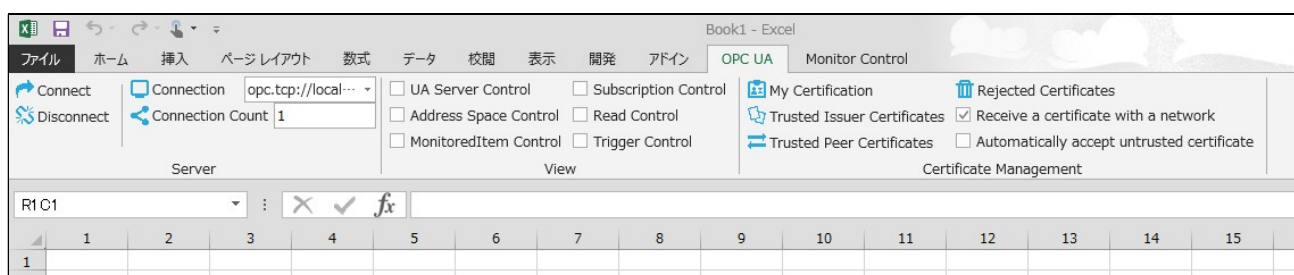 Book1 - Excel
ファイル ホーム 挿入 ページ レイアウト 数式 データ 校閲 表示 開発 アドイン OPC UA Monitor Control
Connect Connection opc.tcp://local… UA Server Control Subscription Control My Certification Rejected Certificates
Disconnect Connection Count 1 Address Space Control Read Control Trusted Issuer Certificates Receive a certificate with a network
MonitoredItem Control Trigger Control Trusted Peer Certificates Automatically accept untrusted certificate
Server View Certificate Management
R1C1 fx
1 2 3 4 5 6 7 8 9 10 11 12 13 14 15
1